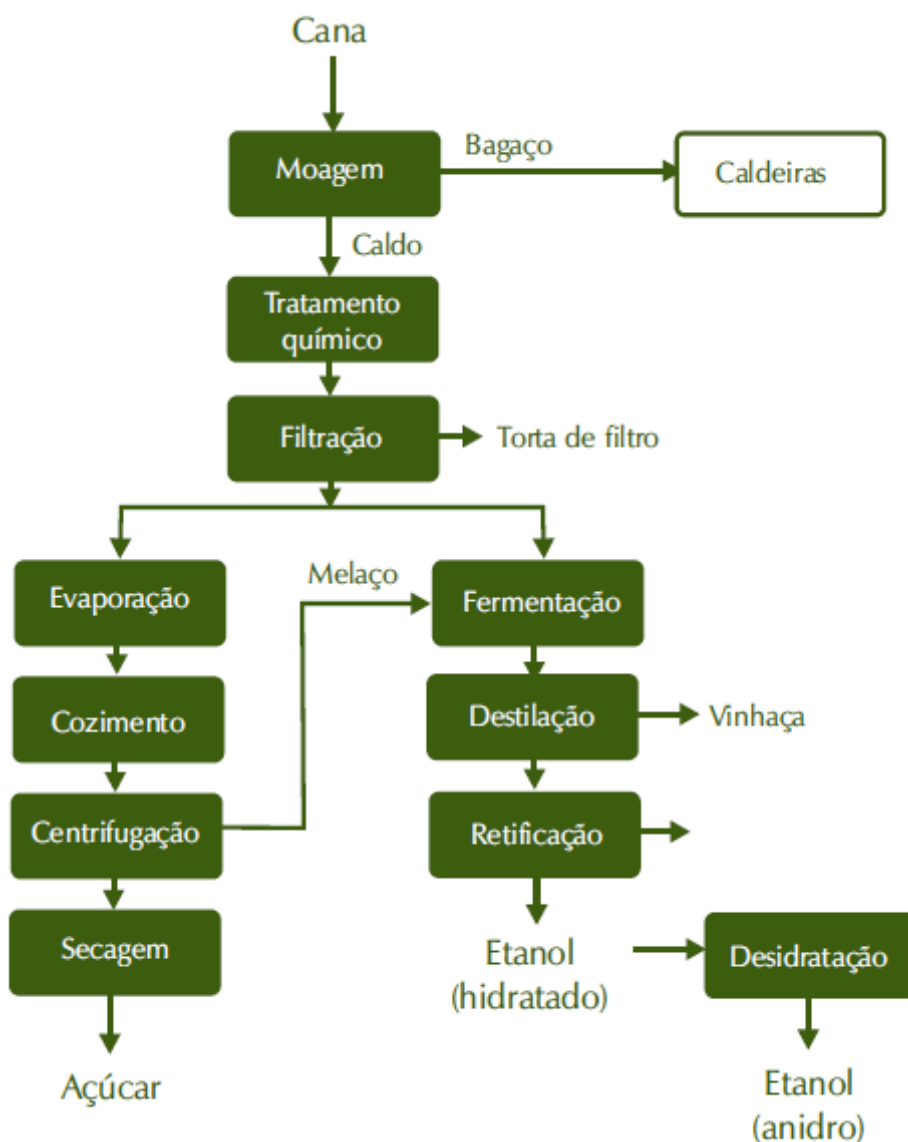 Cana
Moagem
Bagaço
Caldeiras
Caldo
Tratamento
químico
Filtração
Torta de filtro
Evaporação
Melaço
Fermentação
Cozimento
Destilação
Vinhaça
Centrifugação
Retificação
Secagem
Etanol
(hidratado)
Desidratação
Açúcar
Etanol
(anidro)